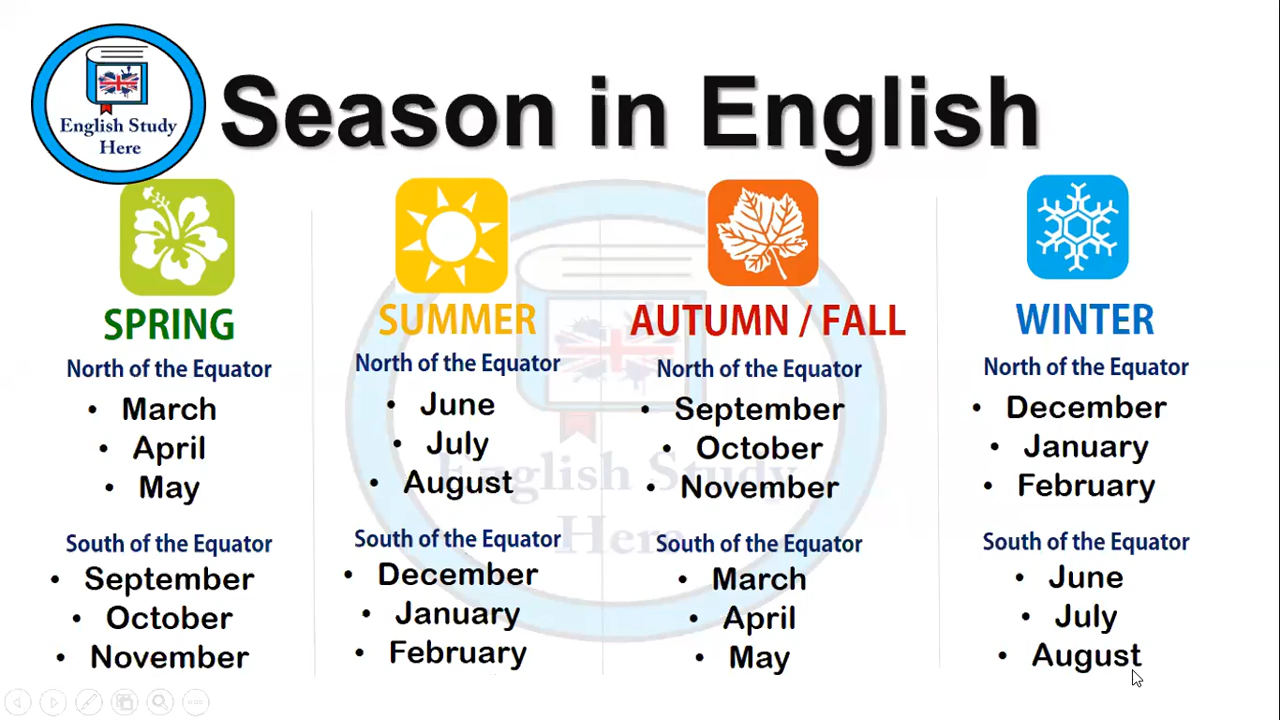 English Study
Here
Season in English
SPRING
North of the Equator
• March
• April
• May
South of the Equator
• September
• October
• November
SUMMER
North of the Equator
• June
• July
• August
South of the Equator
• December
• January
• February
AUTUMN / FALL
North of the Equator
• September
• October
• November
South of the Equator
• March
• April
• May
WINTER
North of the Equator
• December
• January
• February
South of the Equator
• June
• July
• August
English Study
Here